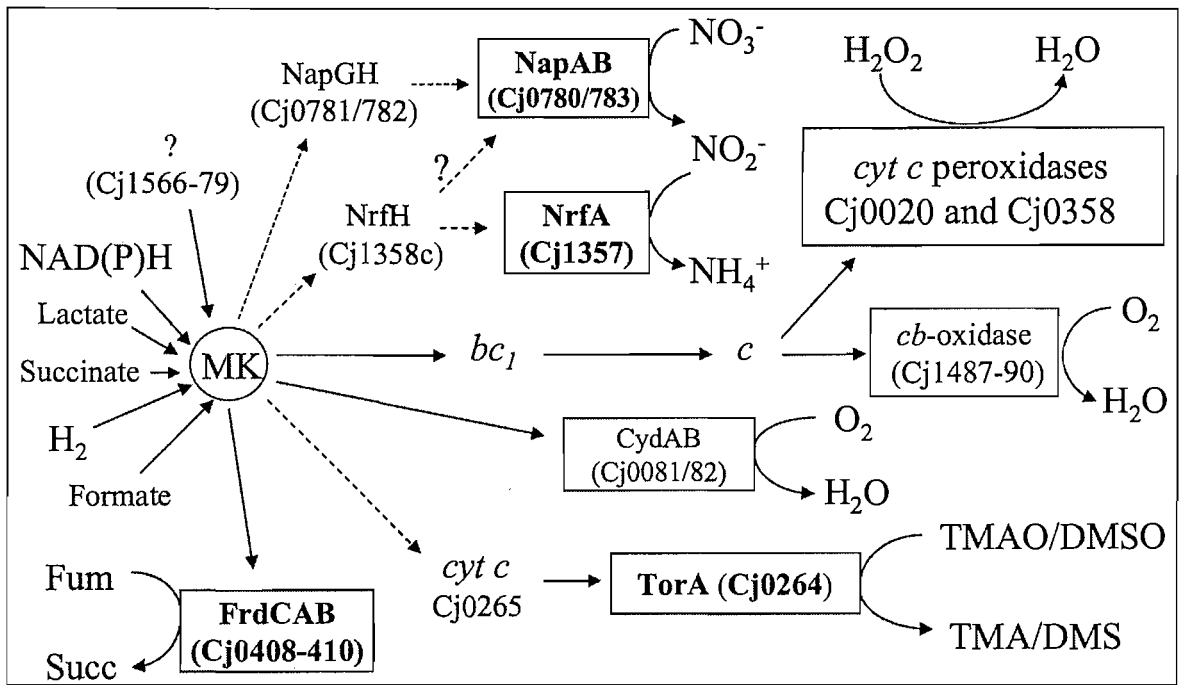 NapGH
(Cj0781/782)
NapAB
(Cj0780/783)
NO₃⁻
NO₂⁻
H₂O₂
H₂O
cyt c peroxidases
Cj0020 and Cj0358
?
(Cj1566-79)
?
NrfH
(Cj1358c)
NrfA
(Cj1357)
NH₄⁺
NAD(P)H
Lactate
Succinate
H₂
Formate
MK
bc₁
c
cb-oxidase
(Cj1487-90)
O₂
H₂O
CydAB
(Cj0081/82)
O₂
H₂O
Fum
Succ
FrdCAB
(Cj0408-410)
cyt c
Cj0265
TorA (Cj0264)
TMAO/DMSO
TMA/DMS